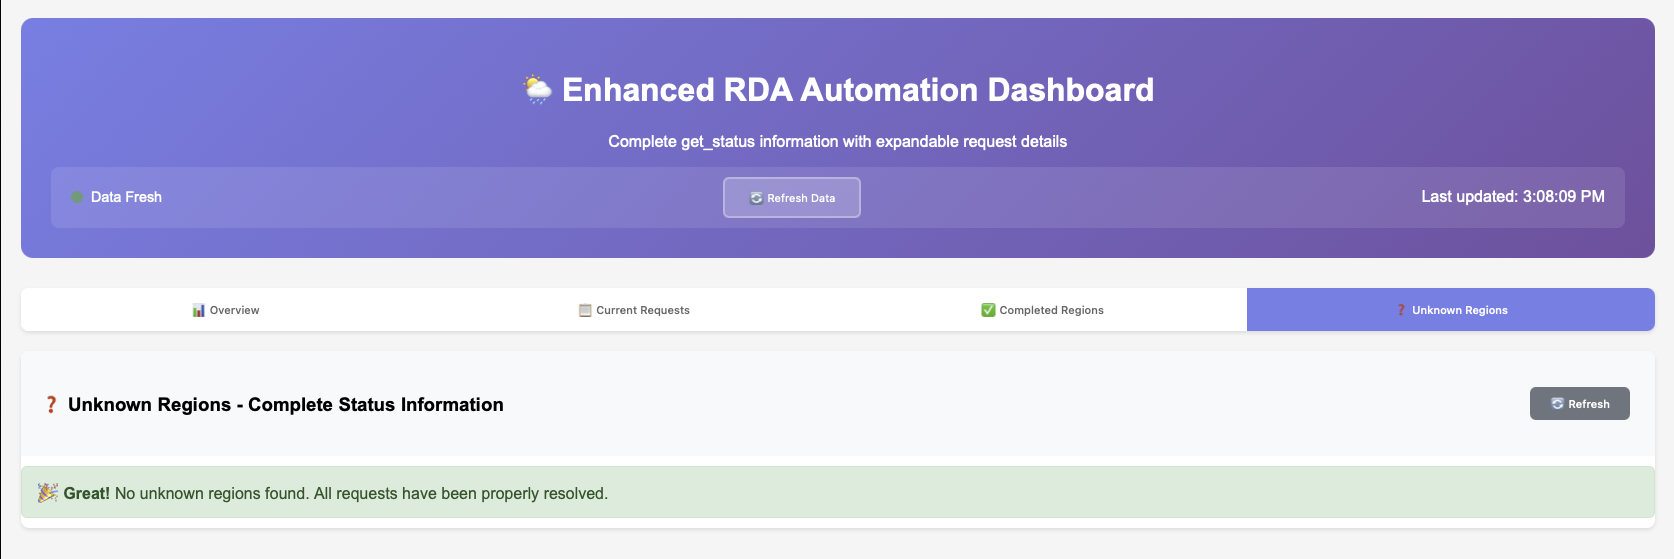 Enhanced RDA Automation Dashboard
Complete get_status information with expandable request details
Data Fresh
Refresh Data
Last updated: 3:08:09 PM
Overview
Current Requests
Completed Regions
Unknown Regions
Unknown Regions - Complete Status Information
Refresh
Great! No unknown regions found. All requests have been properly resolved.